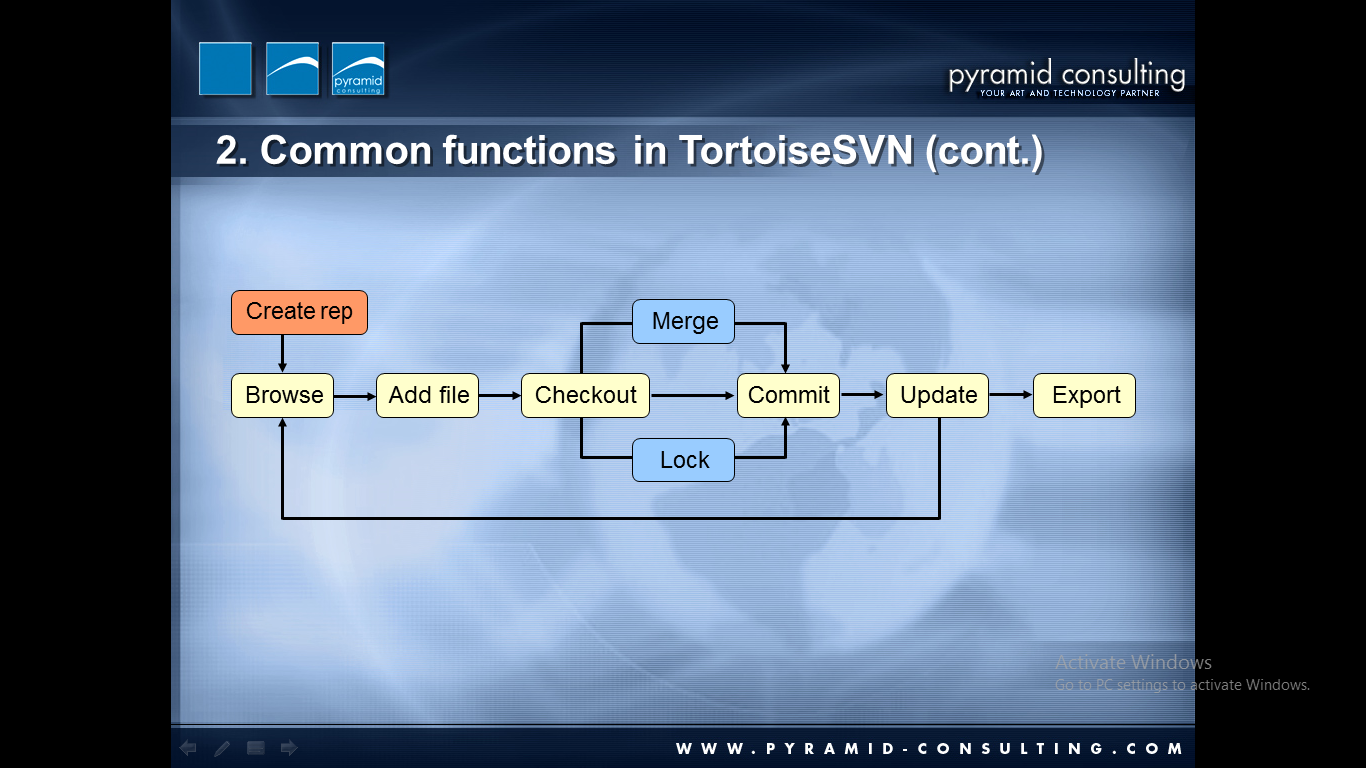 pyramid
consulting
pyramid consulting
YOUR ART AND TECHNOLOGY PARTNER
2. Common functions in TortoiseSVN (cont.)
Create rep
Merge
Browse
Add file
Checkout
Commit
Update
Export
Lock
Activate Windows
Go to PC settings to activate Windows.
WWW.PYRAMID-CONSULTING.COM